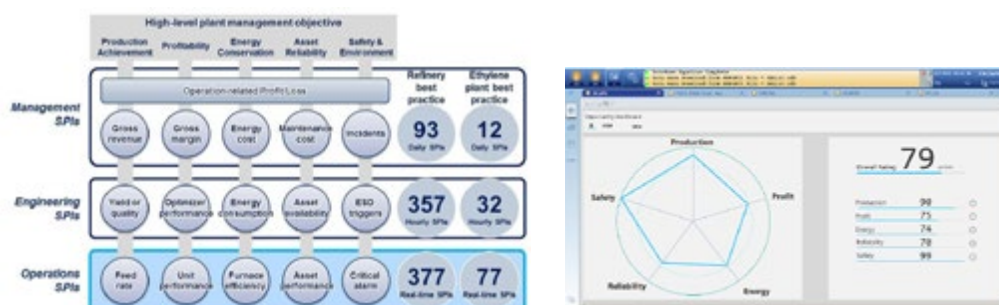 High-level plant management objective
Production Achievement
Profitability
Energy Conservation
Asset Reliability
Safety & Environment
Refinery best practice
Ethylene plant best practice
Management SPIs
Operation-related Profit Loss
Gross revenue
Gross margin
Energy cost
Maintenance cost
Incidents
93 Daily SPIs
12 Daily SPIs
Engineering SPIs
Yield or quality
Optimizer performance
Energy consumption
Asset availability
ESD triggers
357 Hourly SPIs
32 Hourly SPIs
Operations SPIs
Feed rate
Unit performance
Furnace efficiency
Asset performance
Critical alarm
377 Real-time SPIs
77 Real-time SPIs
Production
Safety
Profit
Reliability
Energy
Overall Rating 79
Production 90
Profit 75
Energy 74
Reliability 70
Safety 99